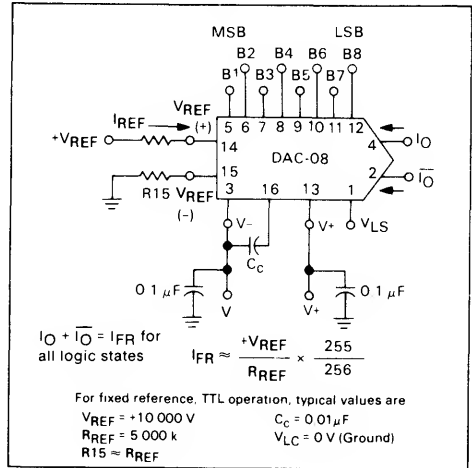 MSB LSB
B2 B4 B6 B8
B1 B3 B5 B7
IREF VREF (+)
+VREF
5 6 7 8 9 10 11 12
14
4 IO
DAC-08
15
2 I̅O̅
R15 VREF (-)
3 16 13 1
V- V+ VLS
CC
0 1 µF 0 1 µF
V V+
IO + I̅O̅ = IFR for
all logic states
IFR ≈ +VREF / RREF × 255 / 256
For fixed reference, TTL operation, typical values are
VREF = +10 000 V CC = 0 01 µF
RREF = 5 000 k VLC = 0 V (Ground)
R15 ≈ RREF